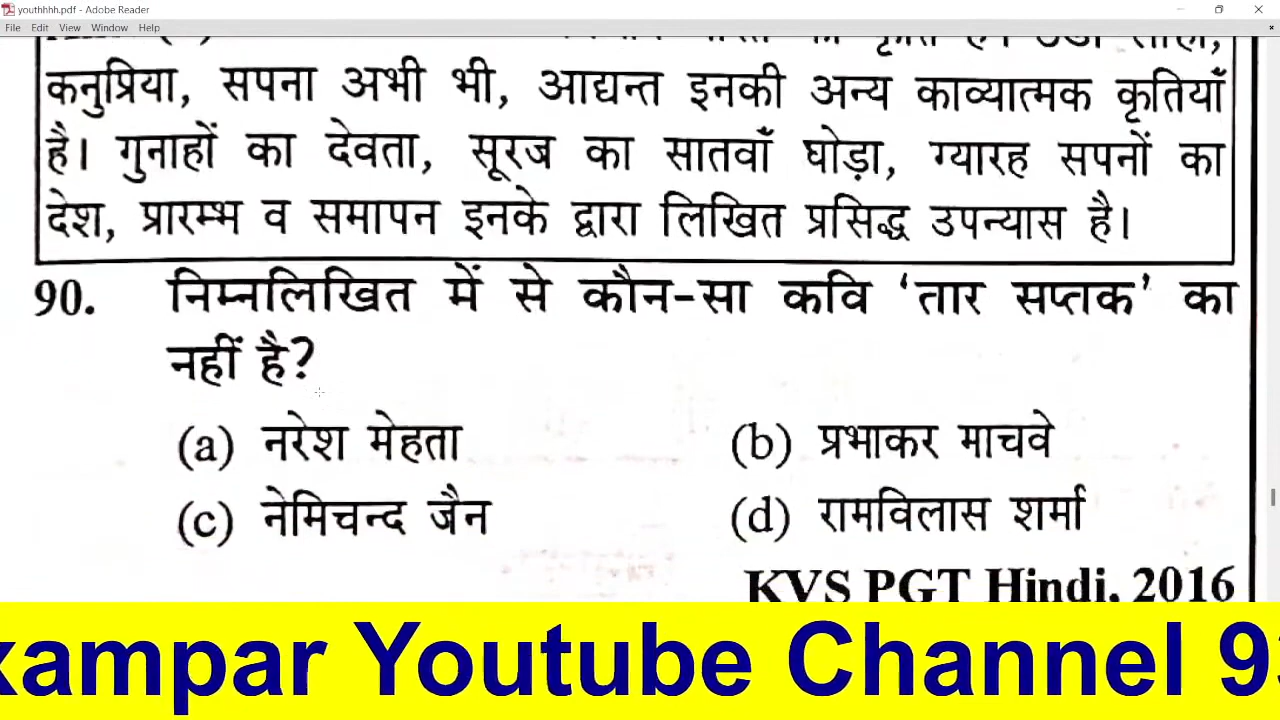 youthhhh.pdf - Adobe Reader
File Edit View Window Help
कनुप्रिया, सपना अभी भी, आद्यन्त इनकी अन्य काव्यात्मक कृतियाँ
है। गुनाहों का देवता, सूरज का सातवाँ घोड़ा, ग्यारह सपनों का
देश, प्रारम्भ व समापन इनके द्वारा लिखित प्रसिद्ध उपन्यास है।
90. निम्नलिखित में से कौन-सा कवि ‘तार सप्तक’ का
नहीं है?
(a) नरेश मेहता (b) प्रभाकर माचवे
(c) नेमिचन्द जैन (d) रामविलास शर्मा
KVS PGT Hindi, 2016
xampar Youtube Channel 93